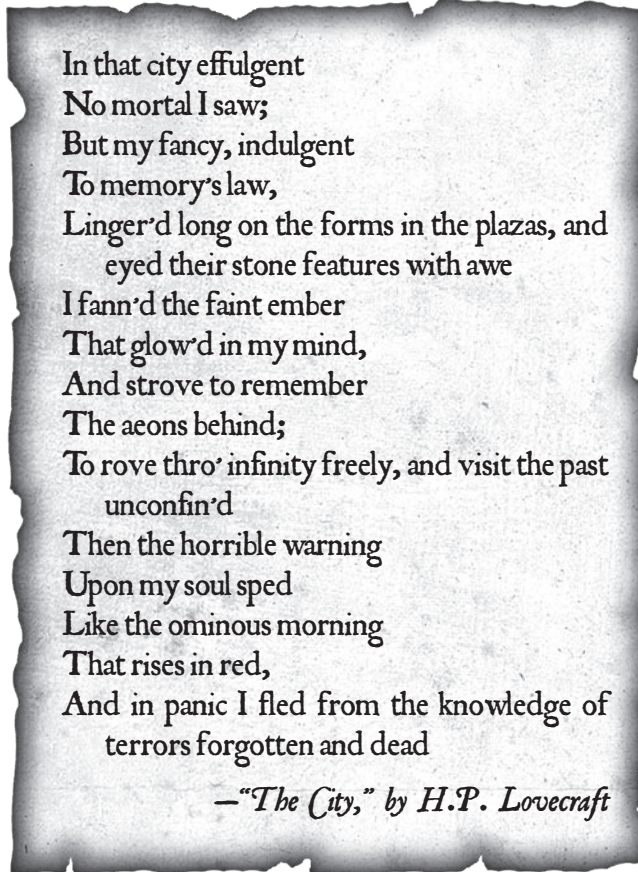 In that city effulgent
No mortal I saw;
But my fancy, indulgent
To memory's law,
Linger'd long on the forms in the plazas, and
eyed their stone features with awe
I fann'd the faint ember
That glow'd in my mind,
And strove to remember
The aeons behind;
To rove thro' infinity freely, and visit the past
unconfin'd
Then the horrible warning
Upon my soul sped
Like the ominous morning
That rises in red,
And in panic I fled from the knowledge of
terrors forgotten and dead
—“The City,” by H.P. Lovecraft